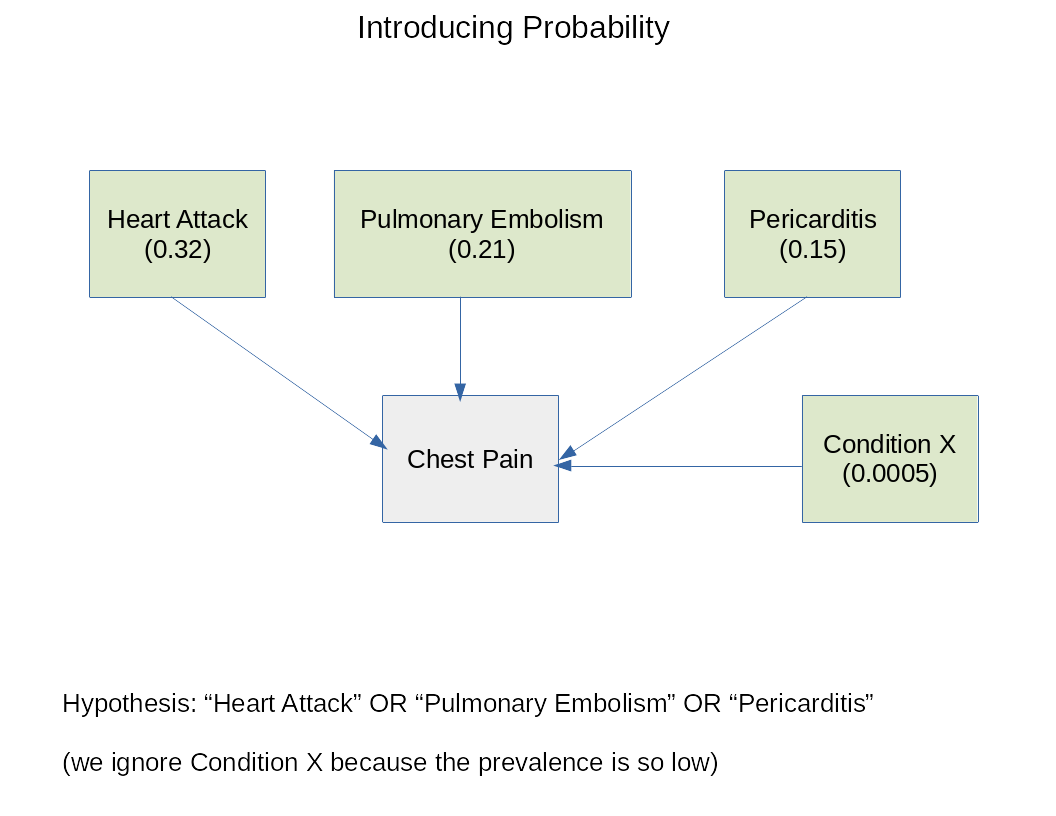 Introducing Probability
Heart Attack
(0.32)
Pulmonary Embolism
(0.21)
Pericarditis
(0.15)
Chest Pain
Condition X
(0.0005)
Hypothesis: “Heart Attack” OR “Pulmonary Embolism” OR “Pericarditis”
(we ignore Condition X because the prevalence is so low)